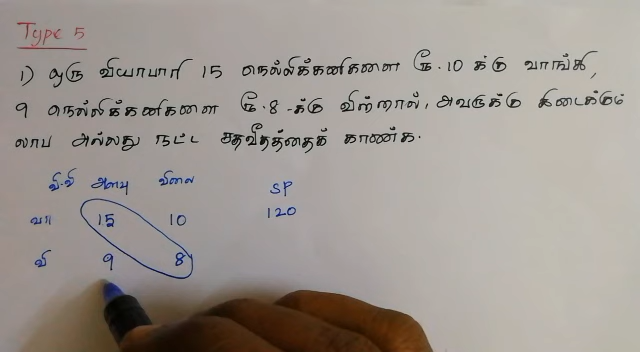 Type 5
1) ஒரு வியாபாரி 15 நெல்லிக்கனிகளை ரூ.10 க்கு வாங்கி,
9 நெல்லிக்கனிகளை ரூ.8-க்கு விற்றால், அவருக்கு கிடைக்கும்
லாப அல்லது நட்ட சதவீதத்தைக் காண்க.
வி.வி அளவு விலை SP
வா 15 10 120
வி 9 8